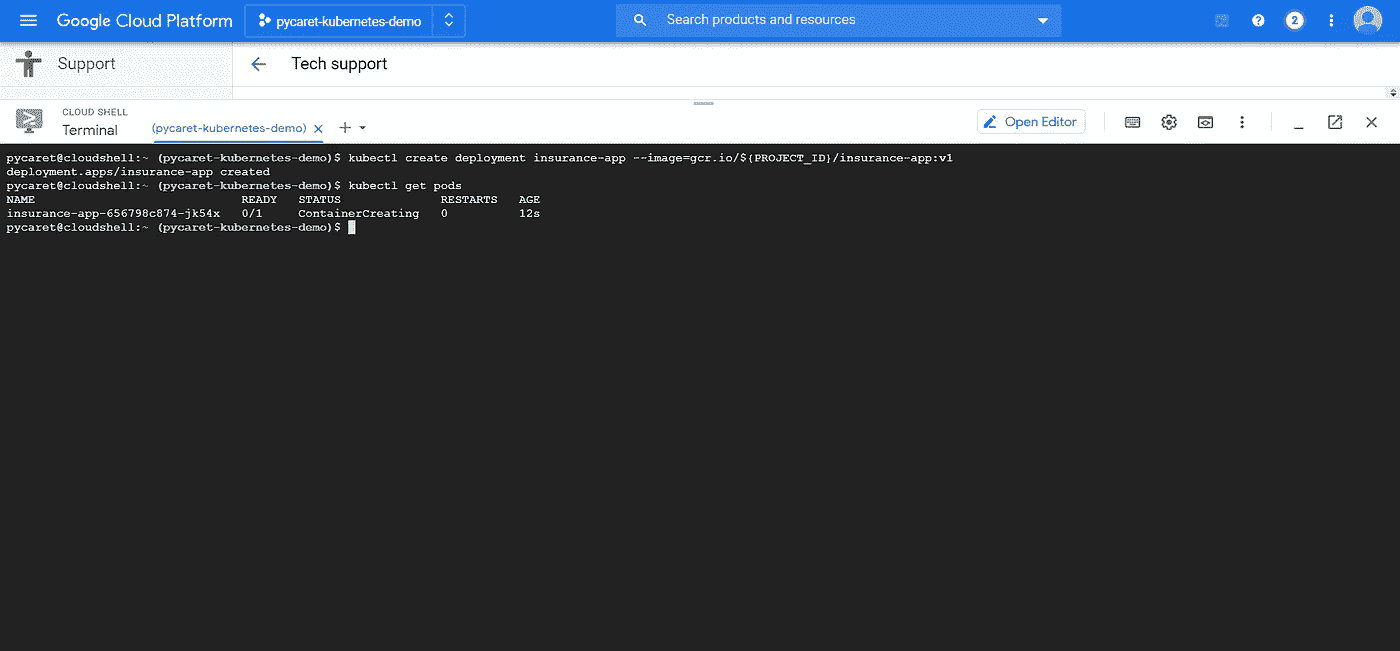 Google Cloud Platform pycaret-kubernetes-demo Search products and resources 2
Support Tech support
CLOUD SHELL
Terminal (pycaret-kubernetes-demo) Open Editor
pycaret@cloudshell:~ (pycaret-kubernetes-demo)$ kubectl create deployment insurance-app --image=gcr.io/${PROJECT_ID}/insurance-app:v1
deployment.apps/insurance-app created
pycaret@cloudshell:~ (pycaret-kubernetes-demo)$ kubectl get pods
NAME READY STATUS RESTARTS AGE
insurance-app-656798c874-jk54x 0/1 ContainerCreating 0 12s
pycaret@cloudshell:~ (pycaret-kubernetes-demo)$